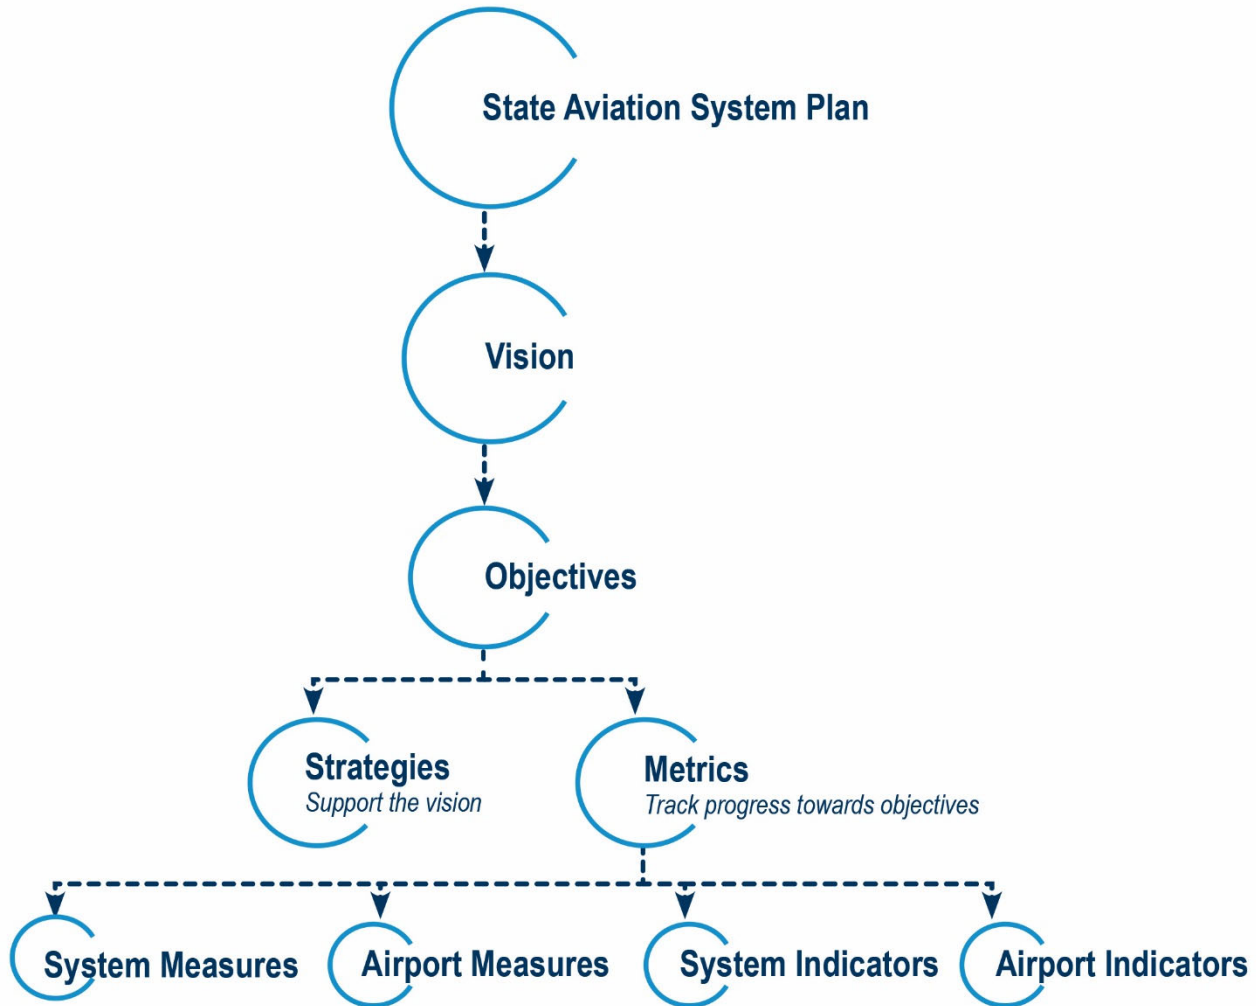 State Aviation System Plan
Vision
Objectives
Strategies
Support the vision
Metrics
Track progress towards objectives
System Measures
Airport Measures
System Indicators
Airport Indicators